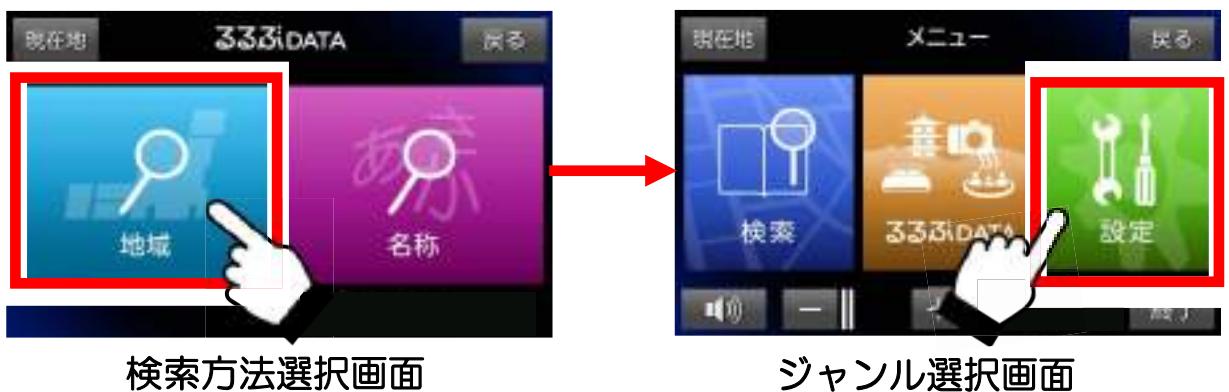 現在地 るるぶDATA 戻る
地域 名称
検索方法選択画面
現在地 メニュー 戻る
検索 るるぶDATA 設定
終了
ジャンル選択画面